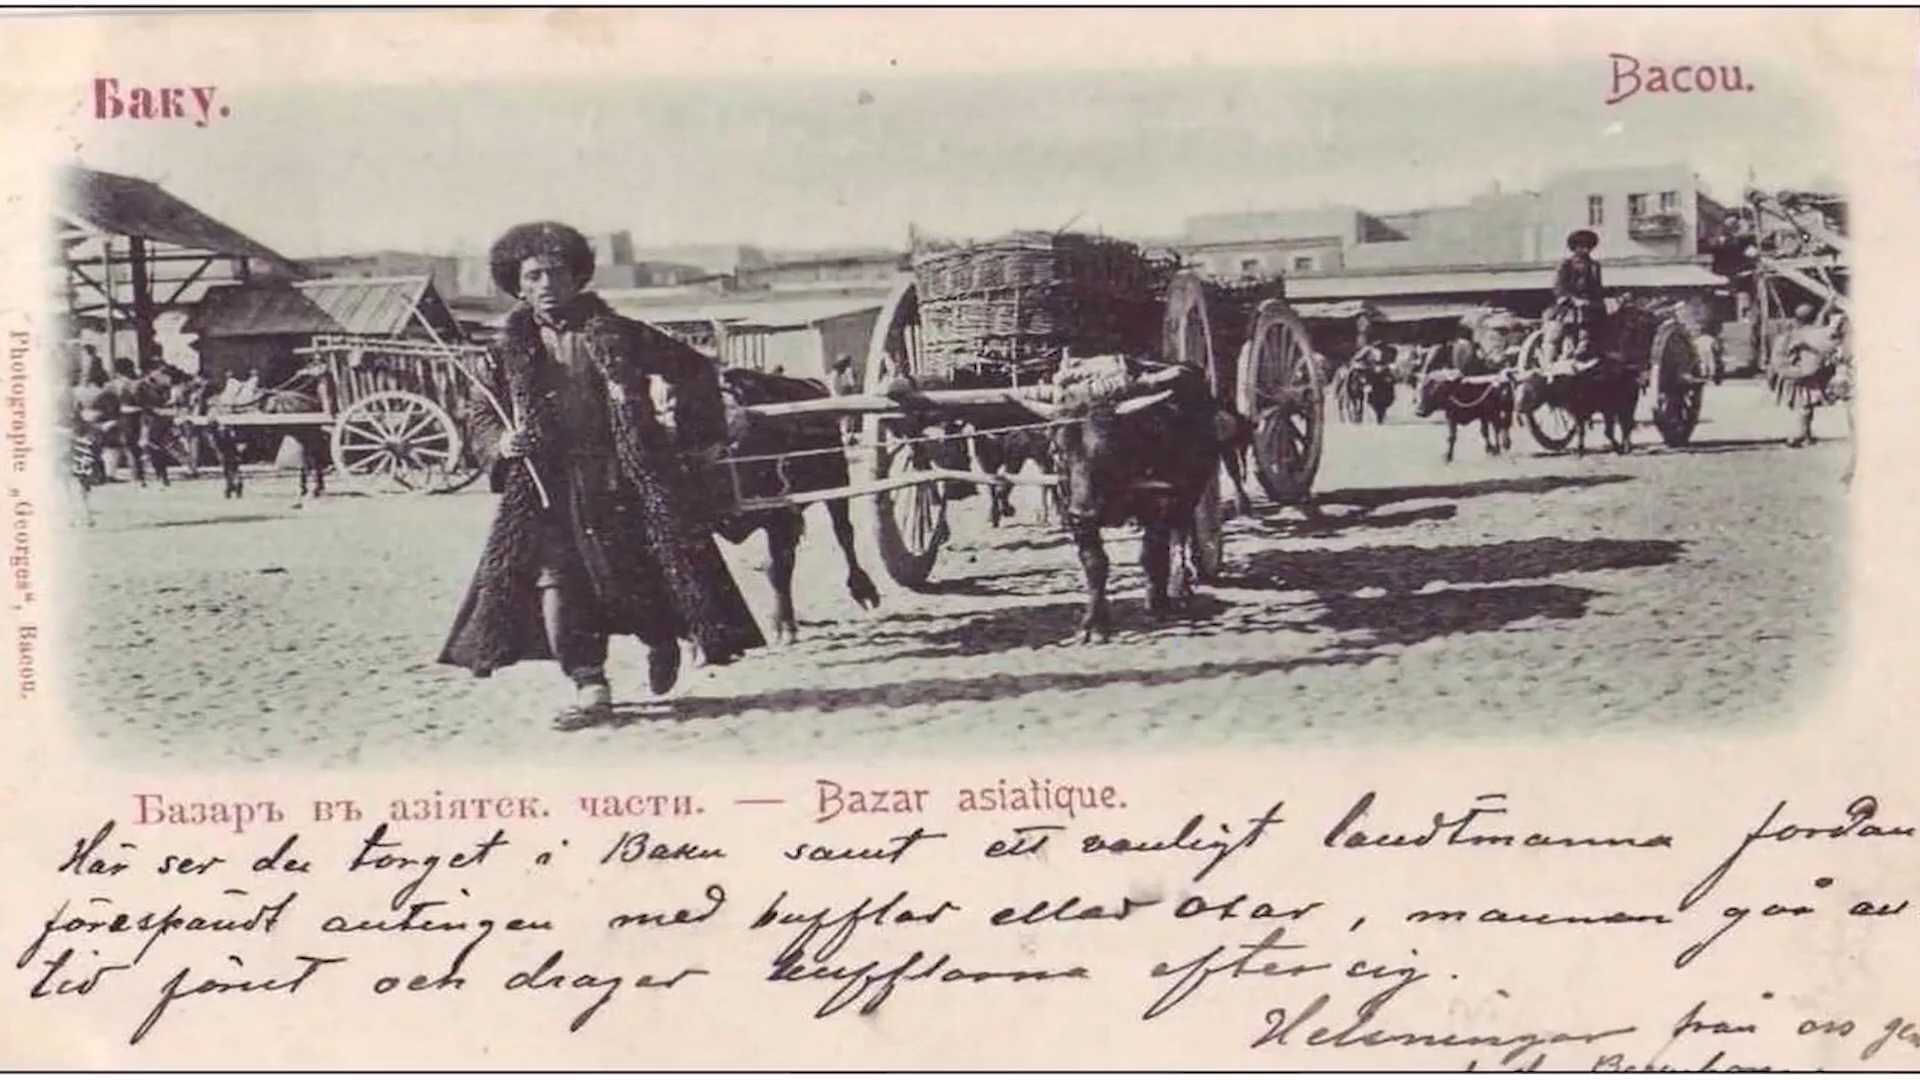 Баку.
Bacou.
Photographe „Georges“, Bacou.
Базаръ въ азіятск. части. — Bazar asiatique.
Här ser du torget i Baku samt ett vanligt landtmanna fordon
förespändt antingen med bufflar eller oxar, mannen går
tid förut och drager bufflarna efter sig.
Helsningar från oss